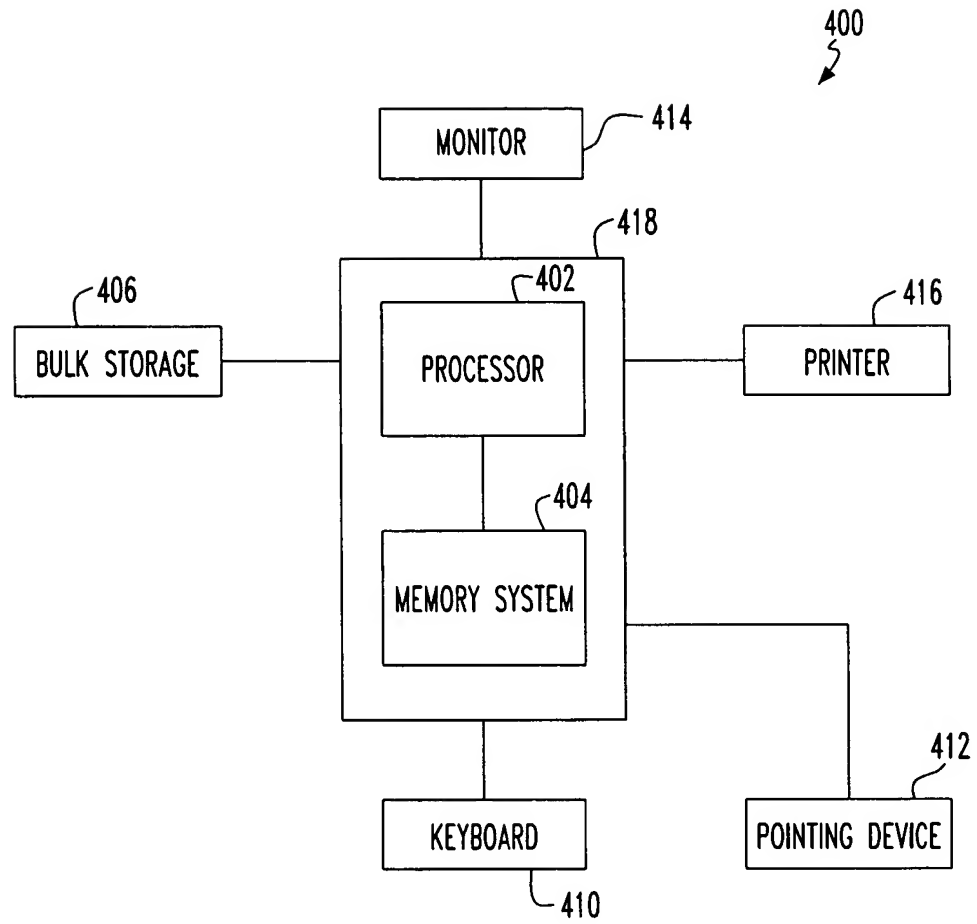 400
MONITOR
414
418
406
402
416
BULK STORAGE
PROCESSOR
PRINTER
404
MEMORY SYSTEM
412
KEYBOARD
POINTING DEVICE
410